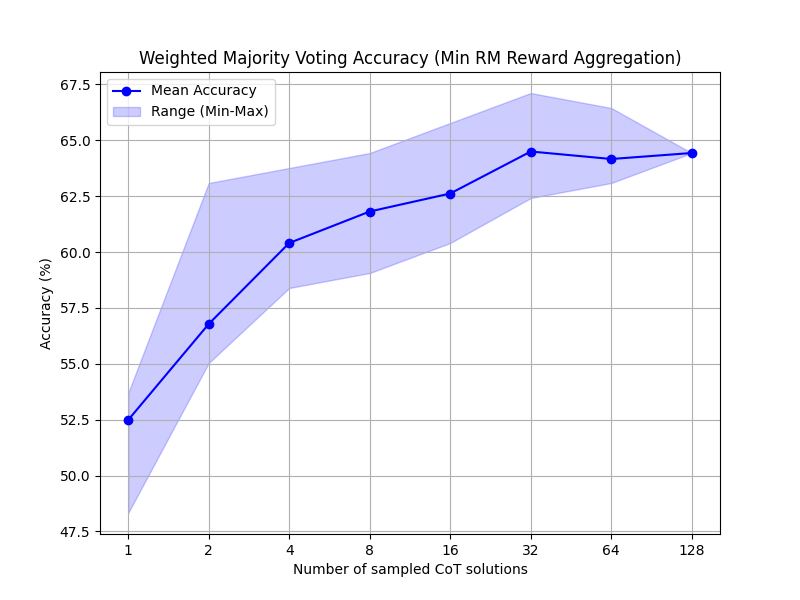 Weighted Majority Voting Accuracy (Min RM Reward Aggregation)
Mean Accuracy
Range (Min-Max)
Accuracy (%)
67.5
65.0
62.5
60.0
57.5
55.0
52.5
50.0
47.5
1 2 4 8 16 32 64 128
Number of sampled CoT solutions